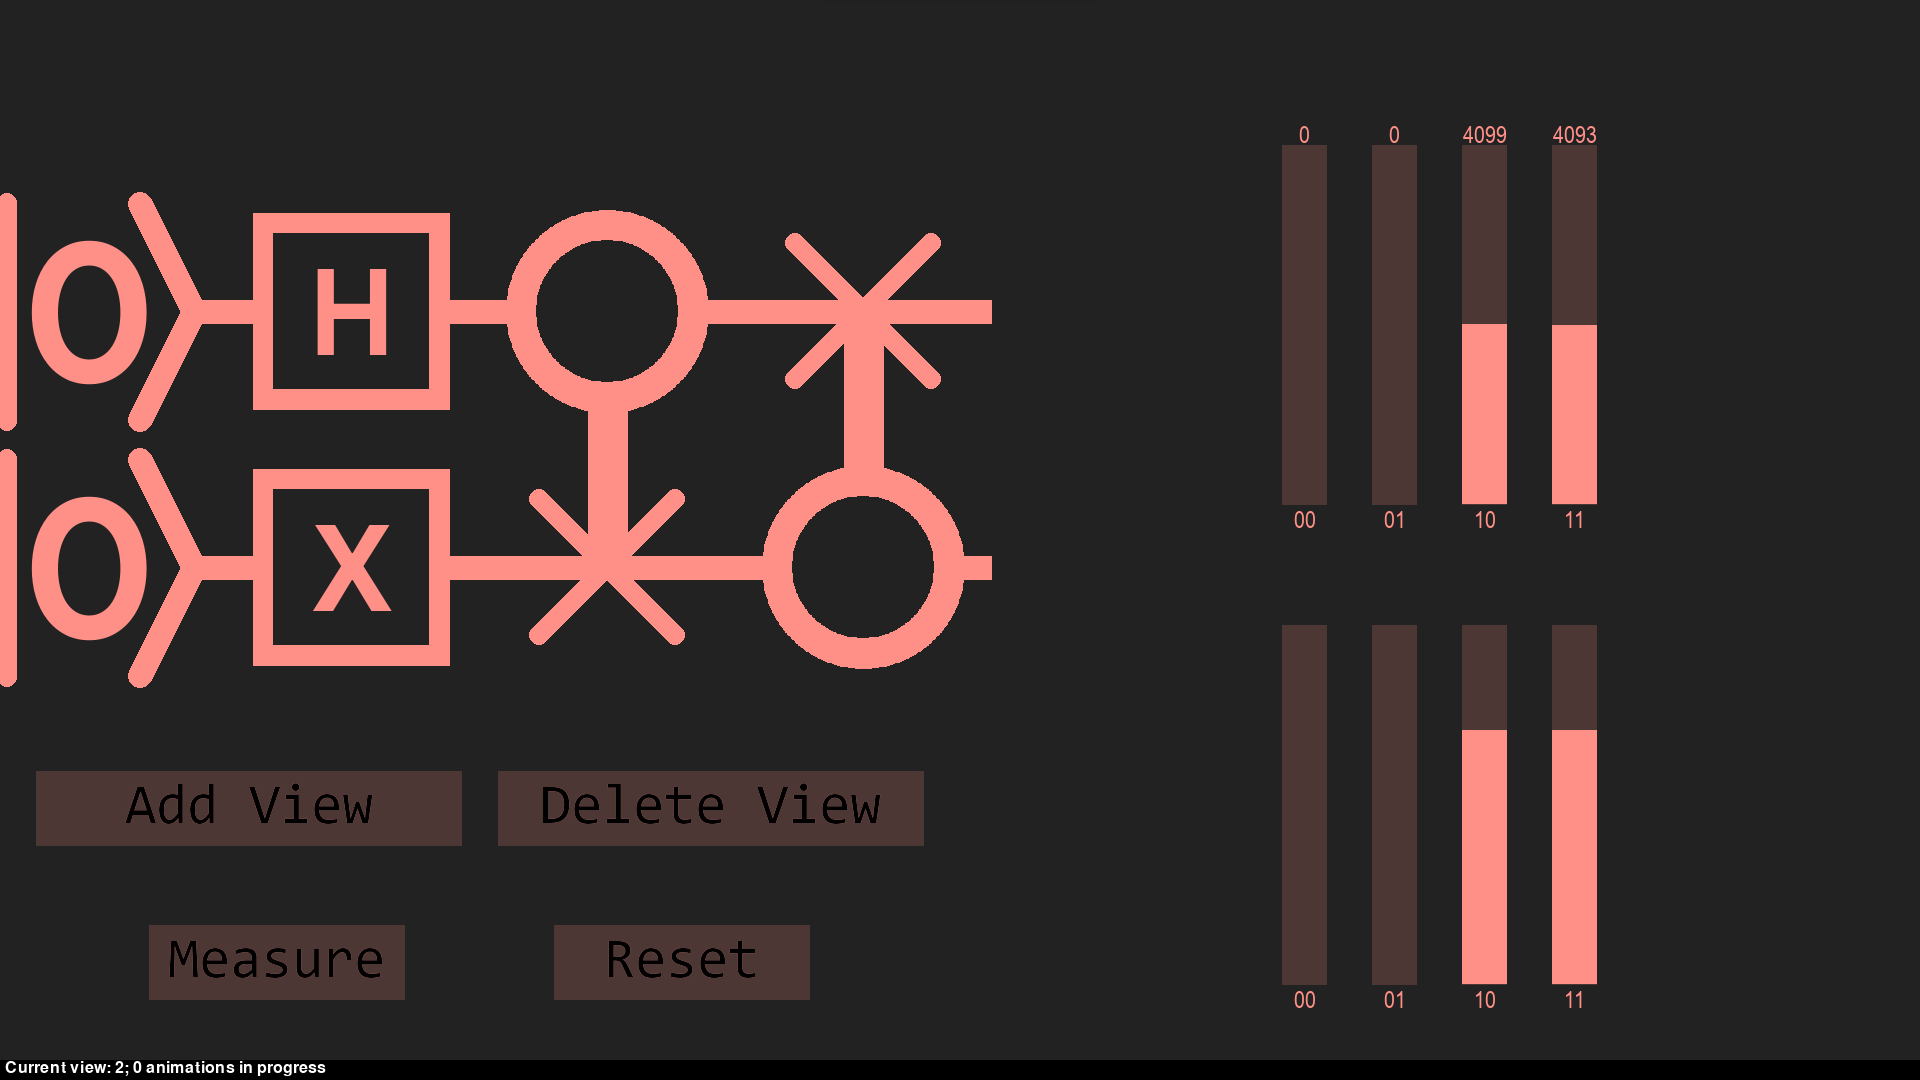 0 0 4099 4093
|0> H
00 01 10 11
|0> X
Add View Delete View
Measure Reset
00 01 10 11
Current view: 2; 0 animations in progress